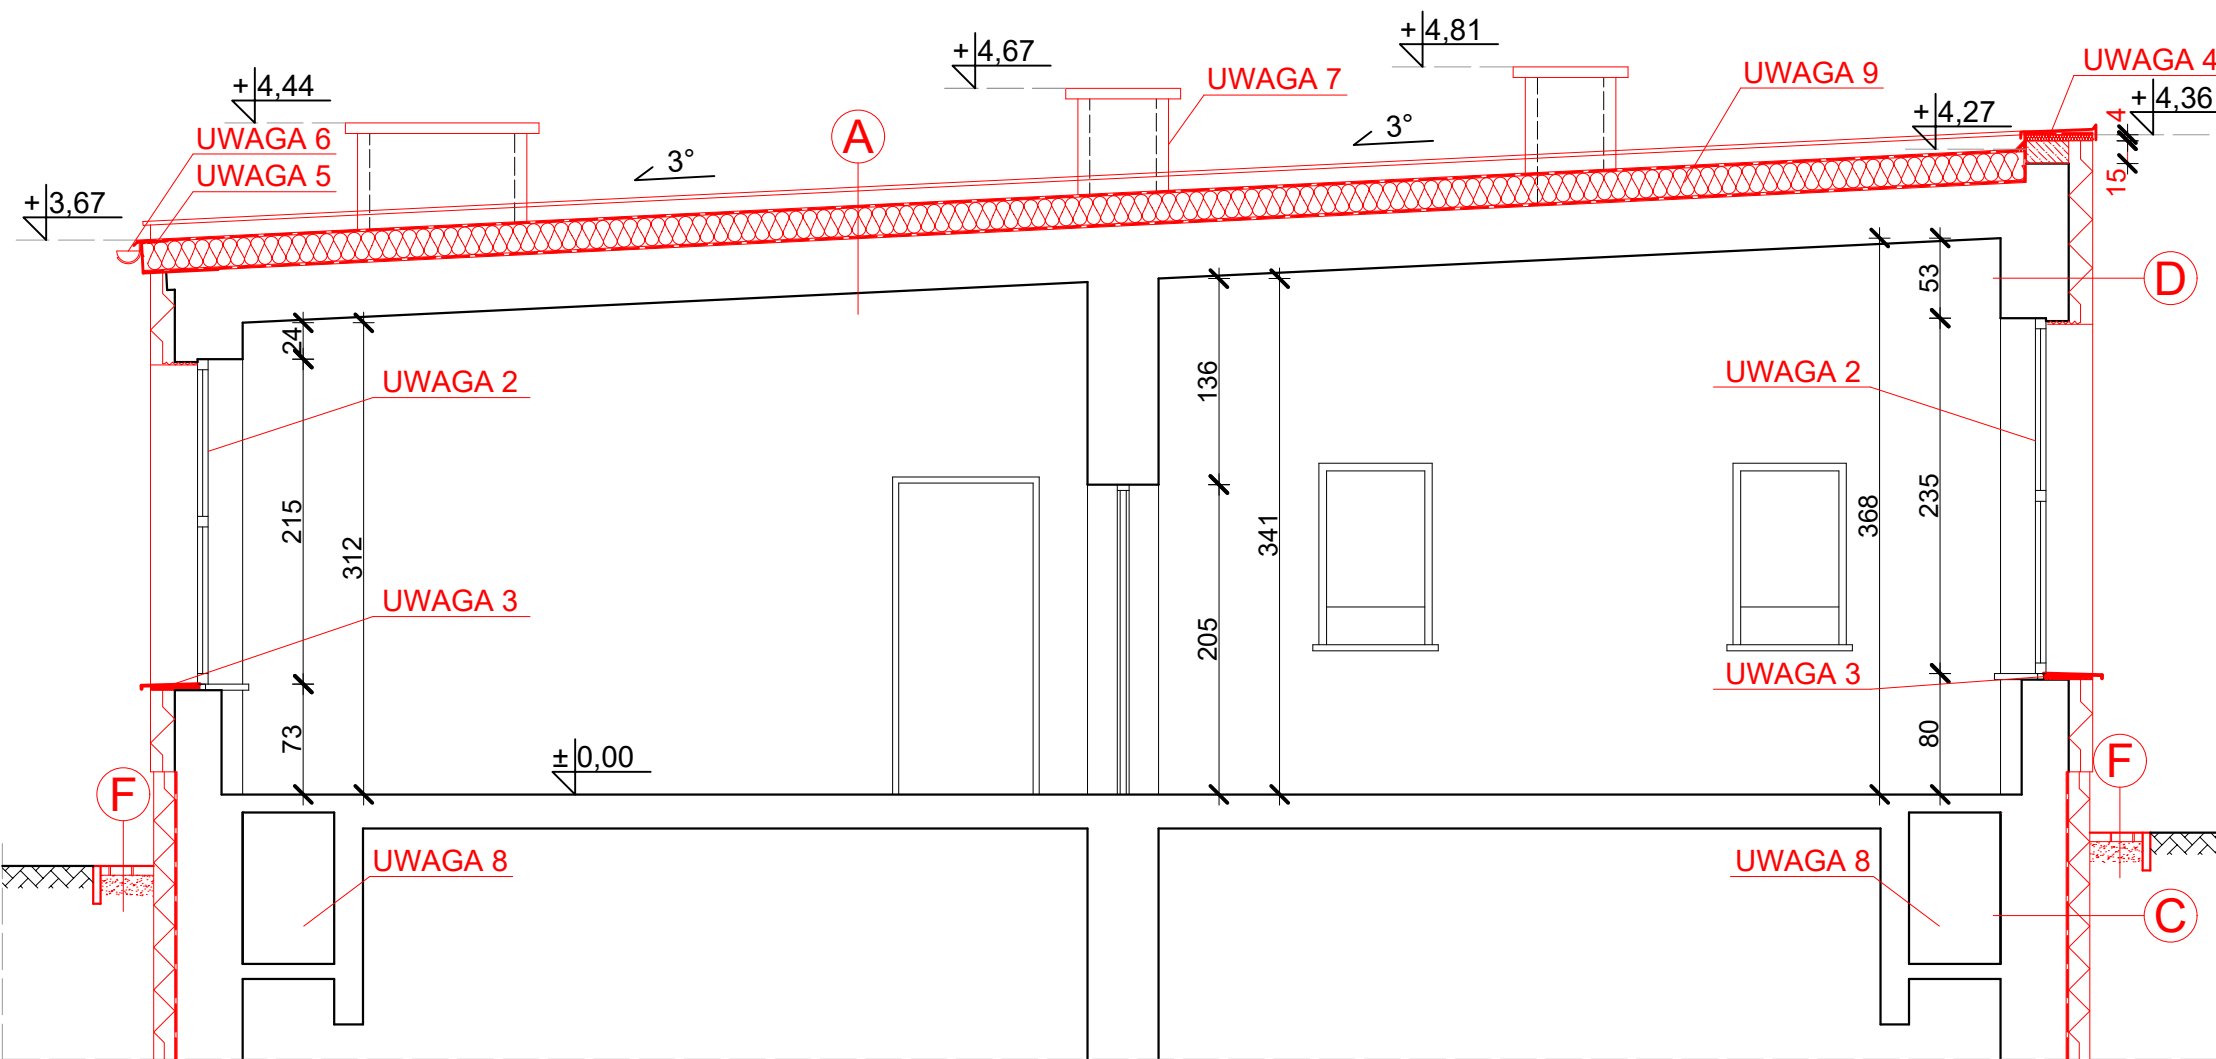 +4,81
+4,67
UWAGA 4
UWAGA 7
UWAGA 9
+4,44
+4,36
4
+4,27
UWAGA 6
A
3°
3°
UWAGA 5
15
+3,67
53
D
24
136
UWAGA 2
UWAGA 2
215
312
341
368
235
UWAGA 3
205
UWAGA 3
73
80
±0,00
F
F
UWAGA 8
UWAGA 8
C